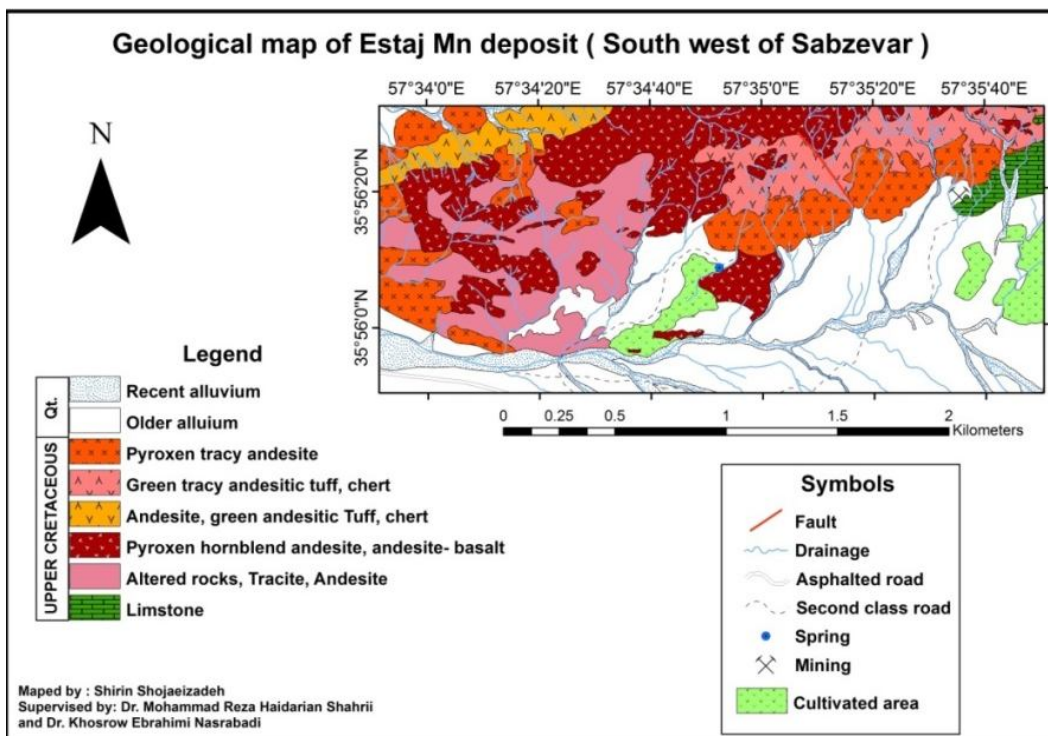 Geological map of Estaj Mn deposit ( South west of Sabzevar )
N
57°34'0"E 57°34'20"E 57°34'40"E 57°35'0"E 57°35'20"E 57°35'40"E
35°56'20"N
35°56'0"N
0 0.25 0.5 1 1.5 2
Kilometers
Legend
Qt.
Recent alluvium
Older alluium
UPPER CRETACEOUS
Pyroxen tracy andesite
Green tracy andesitic tuff, chert
Andesite, green andesitic Tuff, chert
Pyroxen hornblend andesite, andesite- basalt
Altered rocks, Tracite, Andesite
Limstone
Symbols
Fault
Drainage
Asphalted road
Second class road
Spring
Mining
Cultivated area
Maped by : Shirin Shojaeizadeh
Supervised by: Dr. Mohammad Reza Haidarian Shahrii
and Dr. Khosrow Ebrahimi Nasrabadi